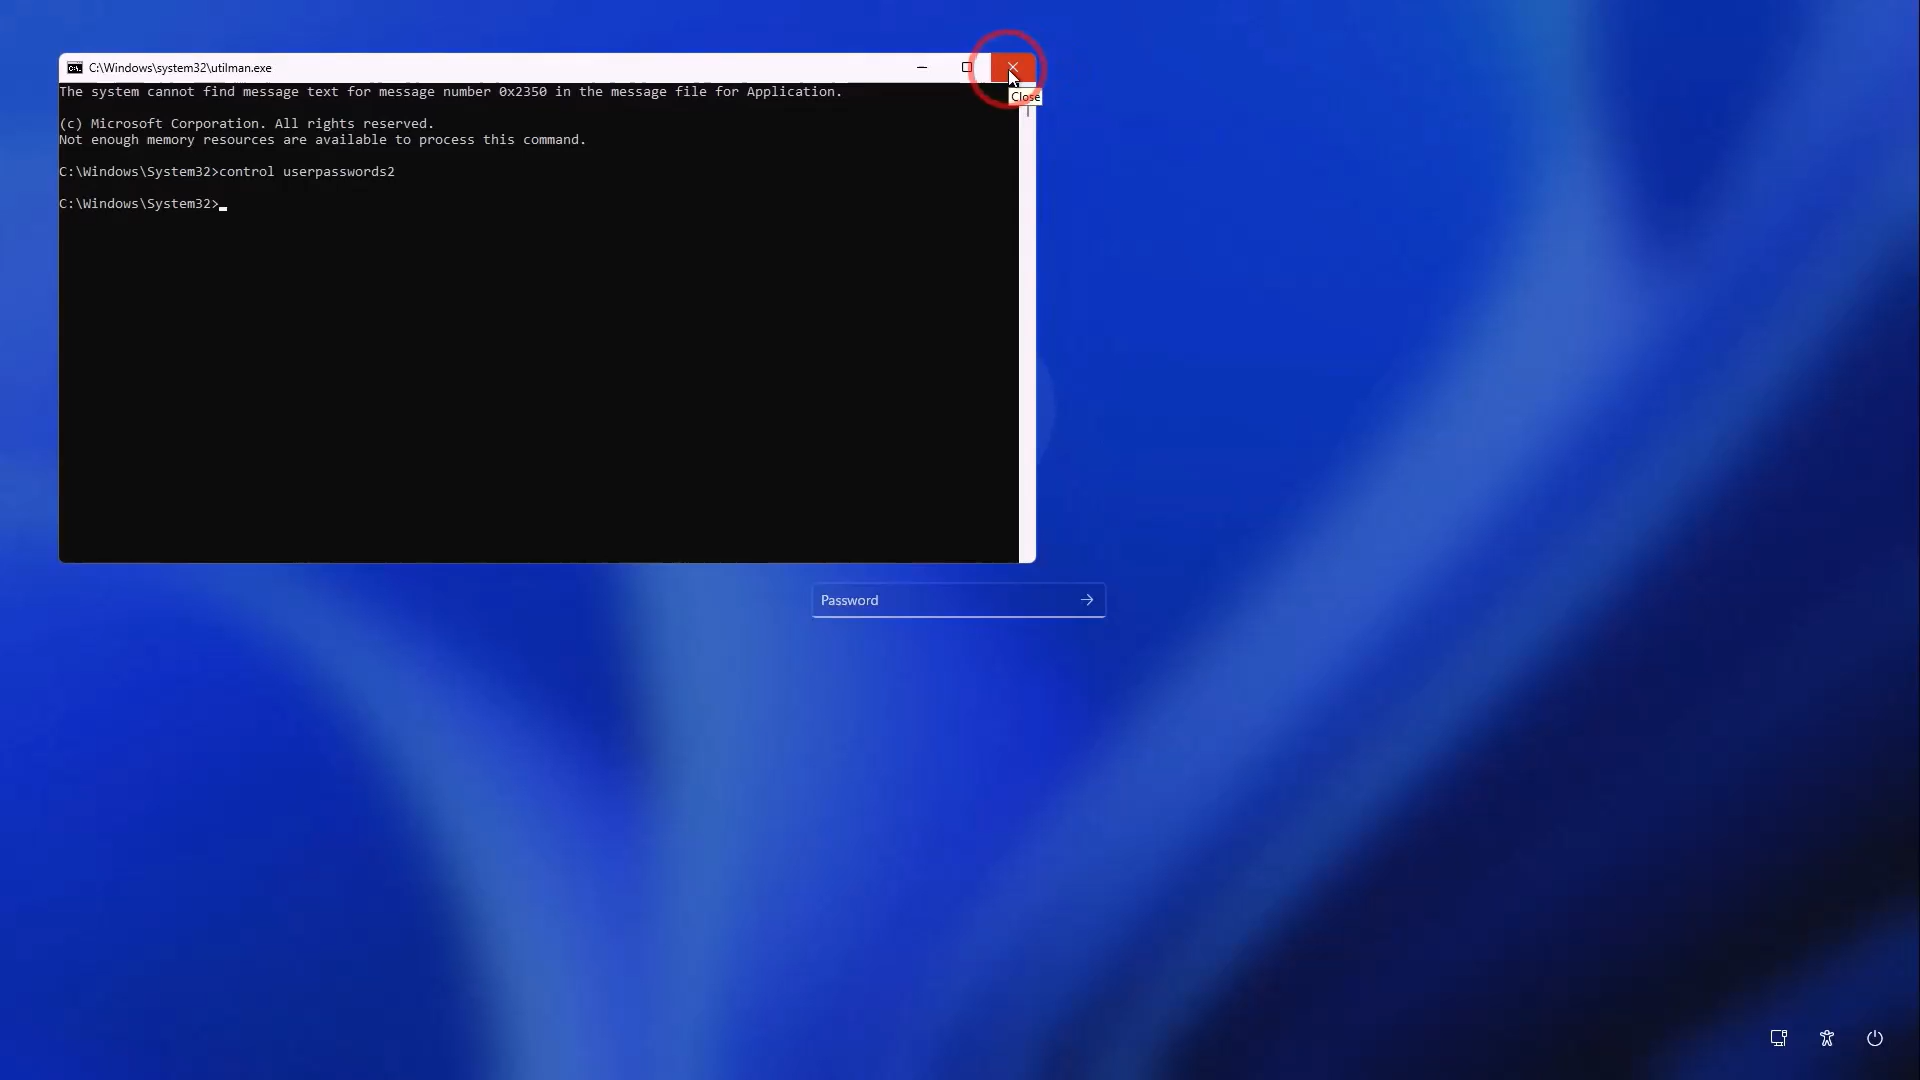 C:\Windows\system32\utilman.exe
The system cannot find message text for message number 0x2350 in the message file for Application.
Close
(c) Microsoft Corporation. All rights reserved.
Not enough memory resources are available to process this command.
C:\Windows\System32>control userpasswords2
C:\Windows\System32>
Password